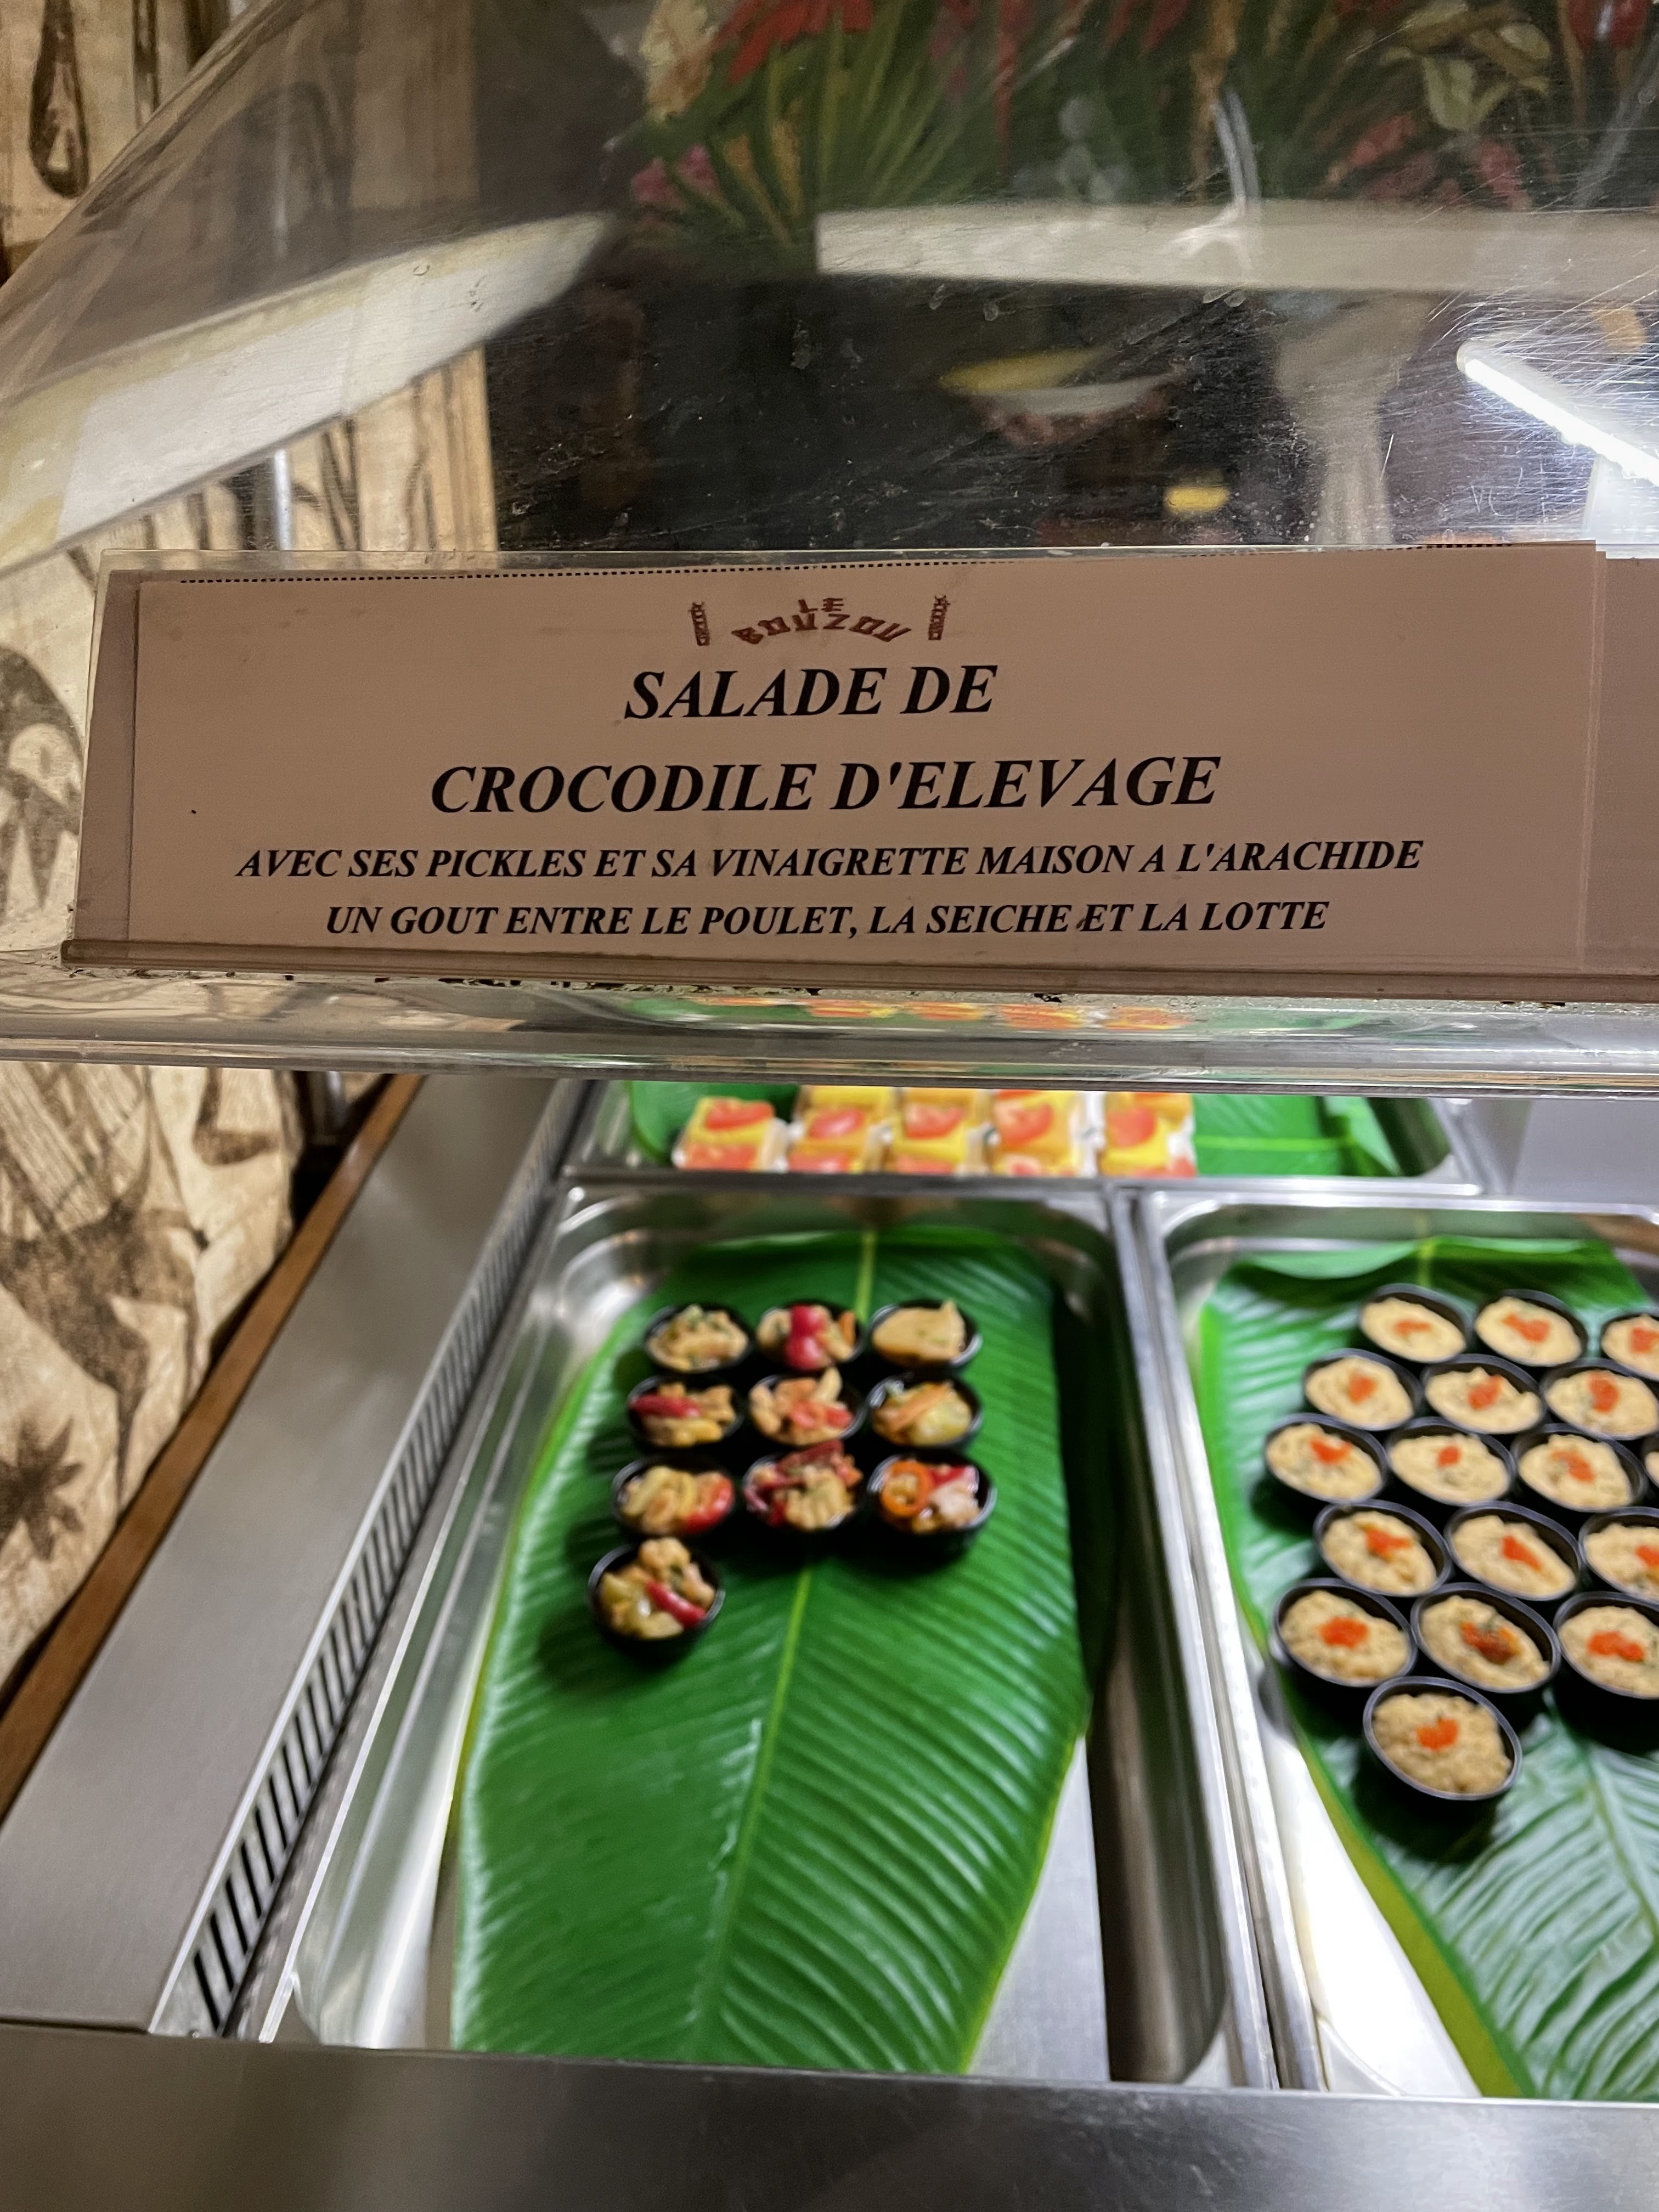 LE
BOUZOU
SALADE DE
CROCODILE D'ELEVAGE
AVEC SES PICKLES ET SA VINAIGRETTE MAISON A L'ARACHIDE
UN GOUT ENTRE LE POULET, LA SEICHE ET LA LOTTE